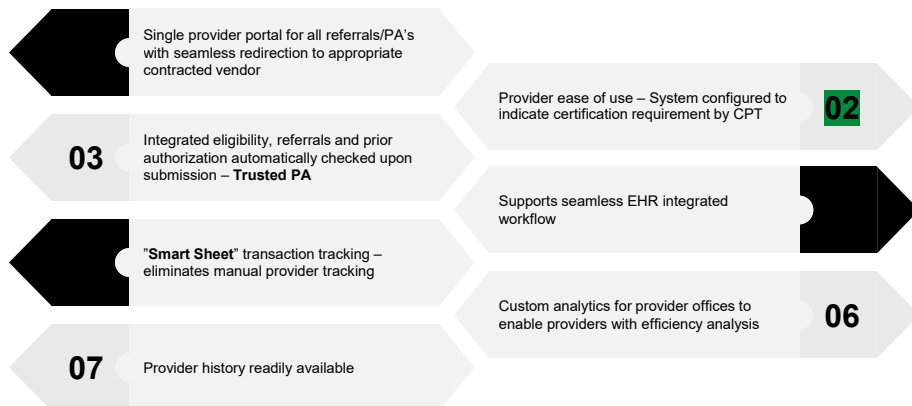 Single provider portal for all referrals/PA's
with seamless redirection to appropriate
contracted vendor
02
Provider ease of use – System configured to
indicate certification requirement by CPT
03
Integrated eligibility, referrals and prior
authorization automatically checked upon
submission – Trusted PA
Supports seamless EHR integrated
workflow
”Smart Sheet” transaction tracking –
eliminates manual provider tracking
06
Custom analytics for provider offices to
enable providers with efficiency analysis
07
Provider history readily available